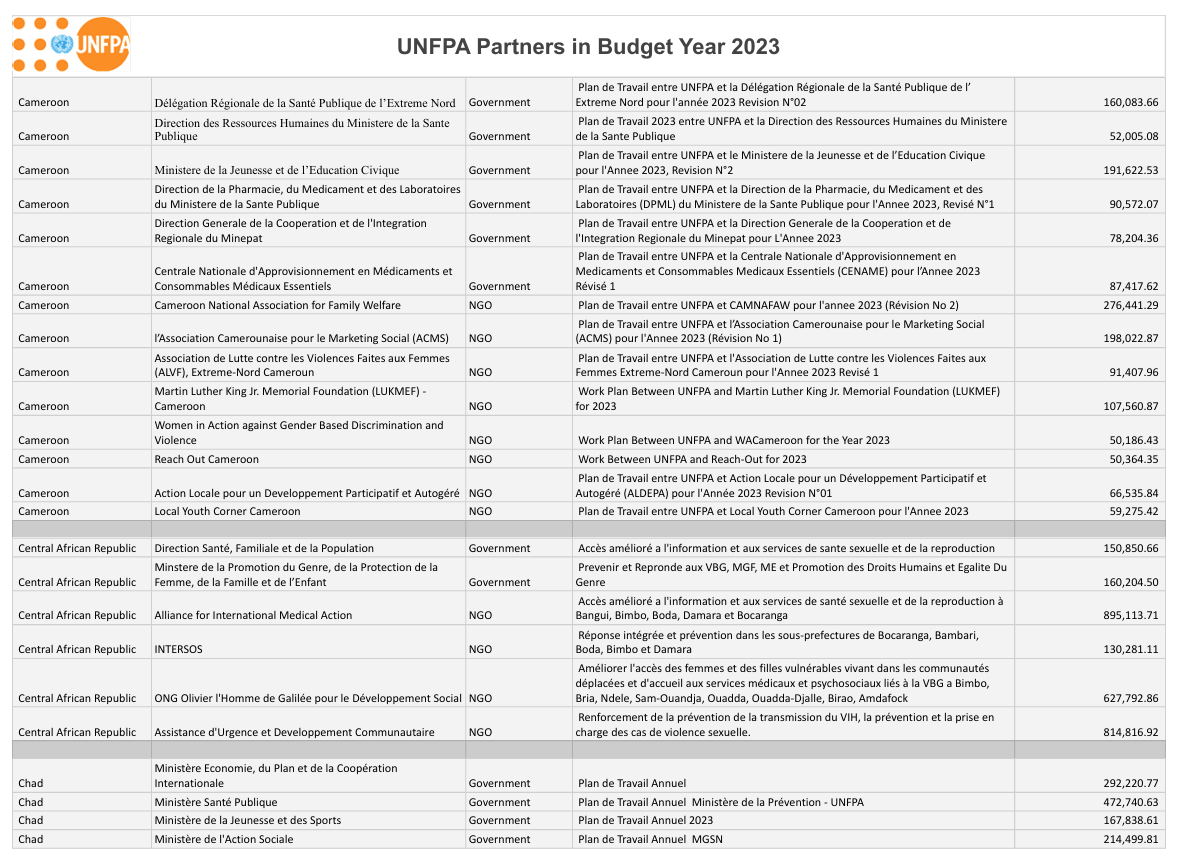 UNFPA
UNFPA Partners in Budget Year 2023
Cameroon Délégation Régionale de la Santé Publique de l’Extreme Nord Government Plan de Travail entre UNFPA et la Délégation Régionale de la Santé Publique de l’
Extreme Nord pour l'année 2023 Revision N°02 160,083.66
Cameroon Direction des Ressources Humaines du Ministere de la Sante
Publique Government Plan de Travail 2023 entre UNFPA et la Direction des Ressources Humaines du Ministere
de la Sante Publique 52,005.08
Cameroon Ministere de la Jeunesse et de l’Education Civique Government Plan de Travail entre UNFPA et le Ministere de la Jeunesse et de l’Education Civique
pour l'Annee 2023, Revision N°2 191,622.53
Cameroon Direction de la Pharmacie, du Medicament et des Laboratoires
du Ministere de la Sante Publique Government Plan de Travail entre UNFPA et la Direction de la Pharmacie, du Medicament et des
Laboratoires (DPML) du Ministere de la Sante Publique pour l'Annee 2023, Revisé N°1 90,572.07
Cameroon Direction Generale de la Cooperation et de l'Integration
Regionale du Minepat Government Plan de Travail entre UNFPA et la Direction Generale de la Cooperation et de
l'Integration Regionale du Minepat pour L'Annee 2023 78,204.36
Cameroon Centrale Nationale d'Approvisionnement en Médicaments et
Consommables Médicaux Essentiels Government Plan de Travail entre UNFPA et la Centrale Nationale d'Approvisionnement en
Medicaments et Consommables Medicaux Essentiels (CENAME) pour l’Annee 2023
Révisé 1 87,417.62
Cameroon Cameroon National Association for Family Welfare NGO Plan de Travail entre UNFPA et CAMNAFAW pour l'annee 2023 (Révision No 2) 276,441.29
Cameroon l’Association Camerounaise pour le Marketing Social (ACMS) NGO Plan de Travail entre UNFPA et l’Association Camerounaise pour le Marketing Social
(ACMS) pour l'Annee 2023 (Révision No 1) 198,022.87
Cameroon Association de Lutte contre les Violences Faites aux Femmes
(ALVF), Extreme-Nord Cameroun NGO Plan de Travail entre UNFPA et l'Association de Lutte contre les Violences Faites aux
Femmes Extreme-Nord Cameroun pour l'Annee 2023 Revisé 1 91,407.96
Cameroon Martin Luther King Jr. Memorial Foundation (LUKMEF) -
Cameroon NGO Work Plan Between UNFPA and Martin Luther King Jr. Memorial Foundation (LUKMEF)
for 2023 107,560.87
Cameroon Women in Action against Gender Based Discrimination and
Violence NGO Work Plan Between UNFPA and WACameroon for the Year 2023 50,186.43
Cameroon Reach Out Cameroon NGO Work Between UNFPA and Reach-Out for 2023 50,364.35
Cameroon Action Locale pour un Developpement Participatif et Autogéré NGO Plan de Travail entre UNFPA et Action Locale pour un Développement Participatif et
Autogéré (ALDEPA) pour l'Année 2023 Revision N°01 66,535.84
Cameroon Local Youth Corner Cameroon NGO Plan de Travail entre UNFPA et Local Youth Corner Cameroon pour l'Annee 2023 59,275.42
Central African Republic Direction Santé, Familiale et de la Population Government Accès amélioré a l'information et aux services de sante sexuelle et de la reproduction 150,850.66
Central African Republic Minstere de la Promotion du Genre, de la Protection de la
Femme, de la Famille et de l’Enfant Government Prevenir et Repronde aux VBG, MGF, ME et Promotion des Droits Humains et Egalite Du
Genre 160,204.50
Central African Republic Alliance for International Medical Action NGO Accès amélioré a l'information et aux services de santé sexuelle et de la reproduction à
Bangui, Bimbo, Boda, Damara et Bocaranga 895,113.71
Central African Republic INTERSOS NGO Réponse intégrée et prévention dans les sous-prefectures de Bocaranga, Bambari,
Boda, Bimbo et Damara 130,281.11
Central African Republic ONG Olivier l'Homme de Galilée pour le Développement Social NGO Améliorer l'accès des femmes et des filles vulnérables vivant dans les communautés
déplacées et d'accueil aux services médicaux et psychosociaux liés à la VBG a Bimbo,
Bria, Ndele, Sam-Ouandja, Ouadda, Ouadda-Djalle, Birao, Amdafock 627,792.86
Central African Republic Assistance d'Urgence et Developpement Communautaire NGO Renforcement de la prévention de la transmission du VIH, la prévention et la prise en
charge des cas de violence sexuelle. 814,816.92
Chad Ministère Economie, du Plan et de la Coopération
Internationale Government Plan de Travail Annuel 292,220.77
Chad Ministère Santé Publique Government Plan de Travail Annuel Ministère de la Prévention - UNFPA 472,740.63
Chad Ministère de la Jeunesse et des Sports Government Plan de Travail Annuel 2023 167,838.61
Chad Ministère de l'Action Sociale Government Plan de Travail Annuel MGSN 214,499.81